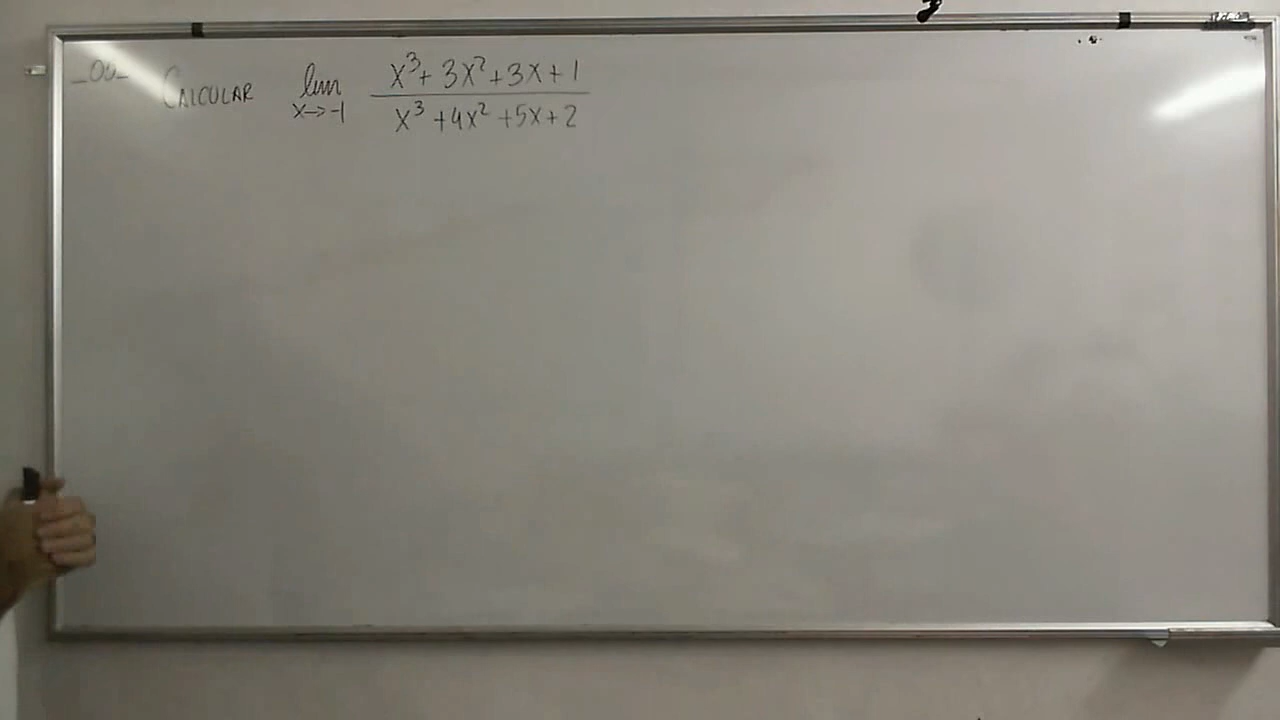 CALCULAR lim x→-1 x³+3x²+3x+1 / x³+4x²+5x+2